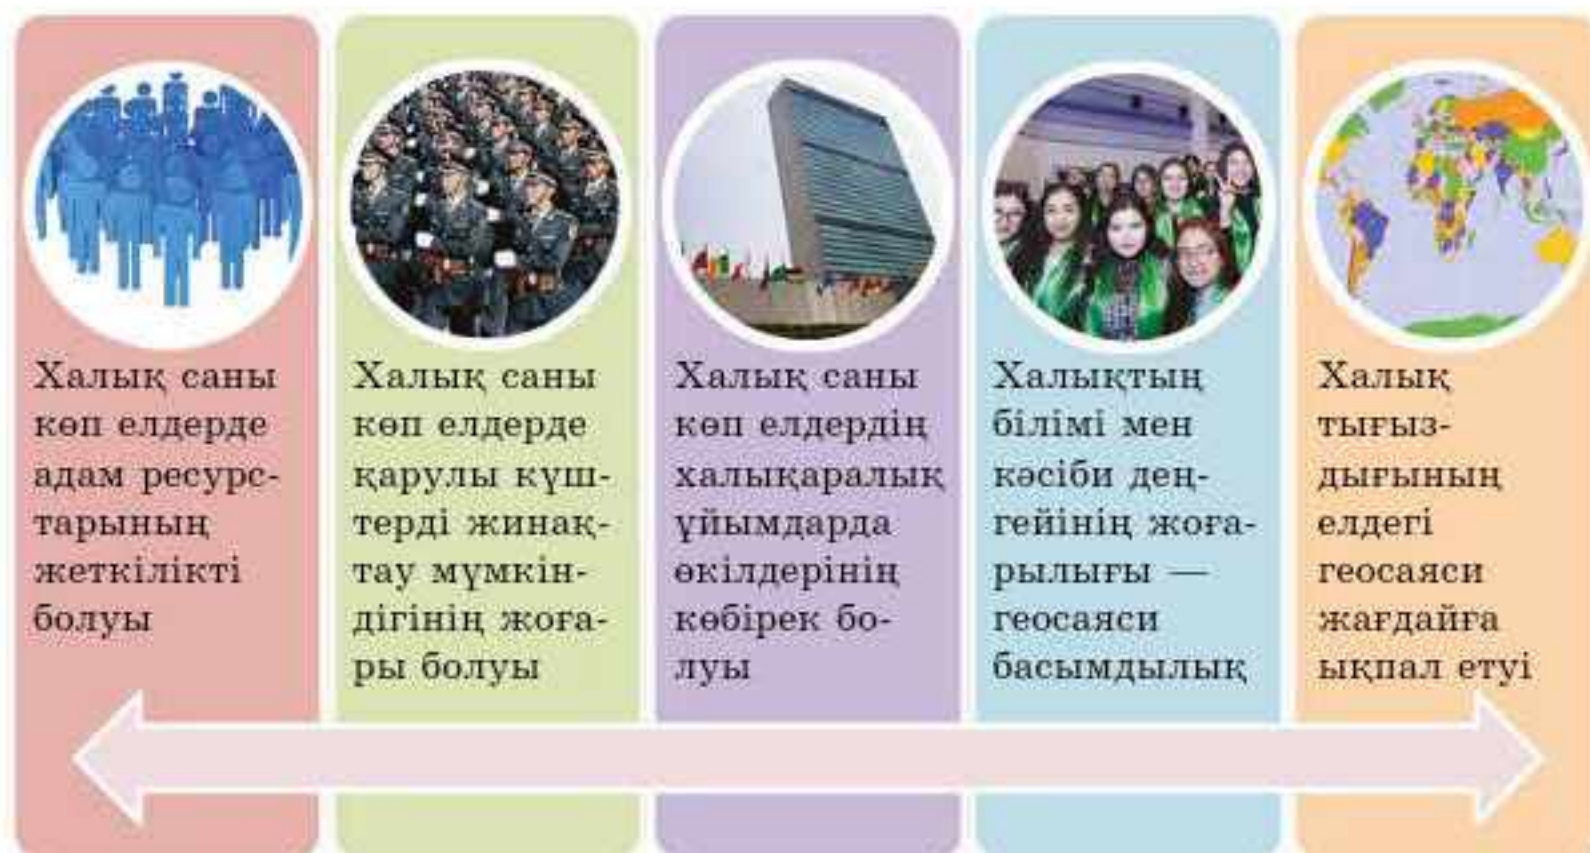 Халық саны
көп елдерде
адам ресурс-
тарының
жеткілікті
болуы
Халық саны
көп елдерде
қарулы күш-
терді жинақ-
тау мүмкін-
дігінің жоға-
ры болуы
Халық саны
көп елдердің
халықаралық
ұйымдарда
өкілдерінің
көбірек бо-
луы
Халықтың
білімі мен
кәсіби дең-
гейінің жоға-
рылығы —
геосаяси
басымдылық
Халық
тығыз-
дығының
елдегі
геосаяси
жағдайға
ықпал етуі